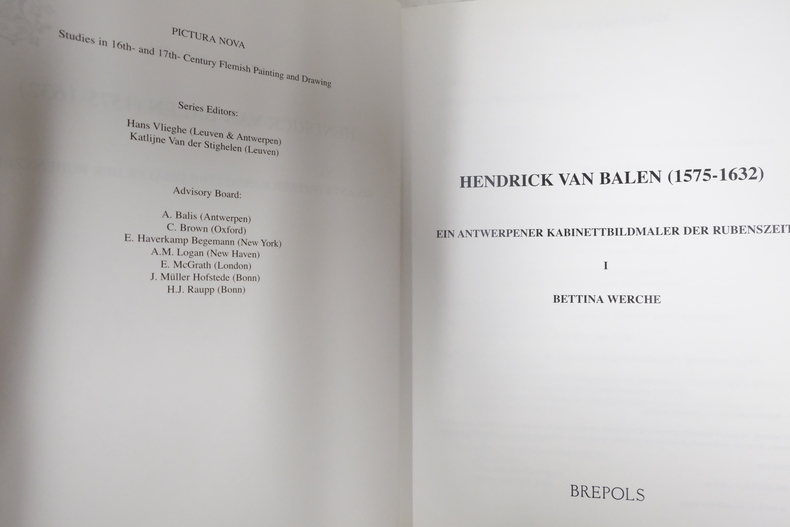 PICTURA NOVA
Studies in 16th- and 17th- Century Flemish Painting and Drawing
Series Editors:
Hans Vlieghe (Leuven & Antwerpen)
Katlijne Van der Stighelen (Leuven)
Advisory Board:
A. Balis (Antwerpen)
C. Brown (Oxford)
E. Haverkamp Begemann (New York)
A.M. Logan (New Haven)
E. McGrath (London)
J. Müller Hofstede (Bonn)
H.J. Raupp (Bonn)
HENDRICK VAN BALEN (1575-1632)
EIN ANTWERPENER KABINETTBILDMALER DER RUBENSZEIT
I
BETTINA WERCHE
BREPOLS